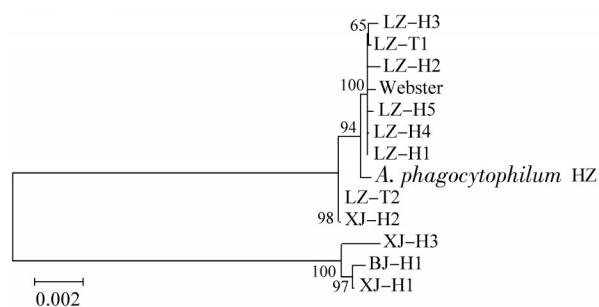 65
LZ-H3
LZ-T1
LZ-H2
100
Webster
LZ-H5
94
LZ-H4
LZ-H1
A. phagocytophilum HZ
LZ-T2
98
XJ-H2
XJ-H3
100
BJ-H1
97
XJ-H1
0.002